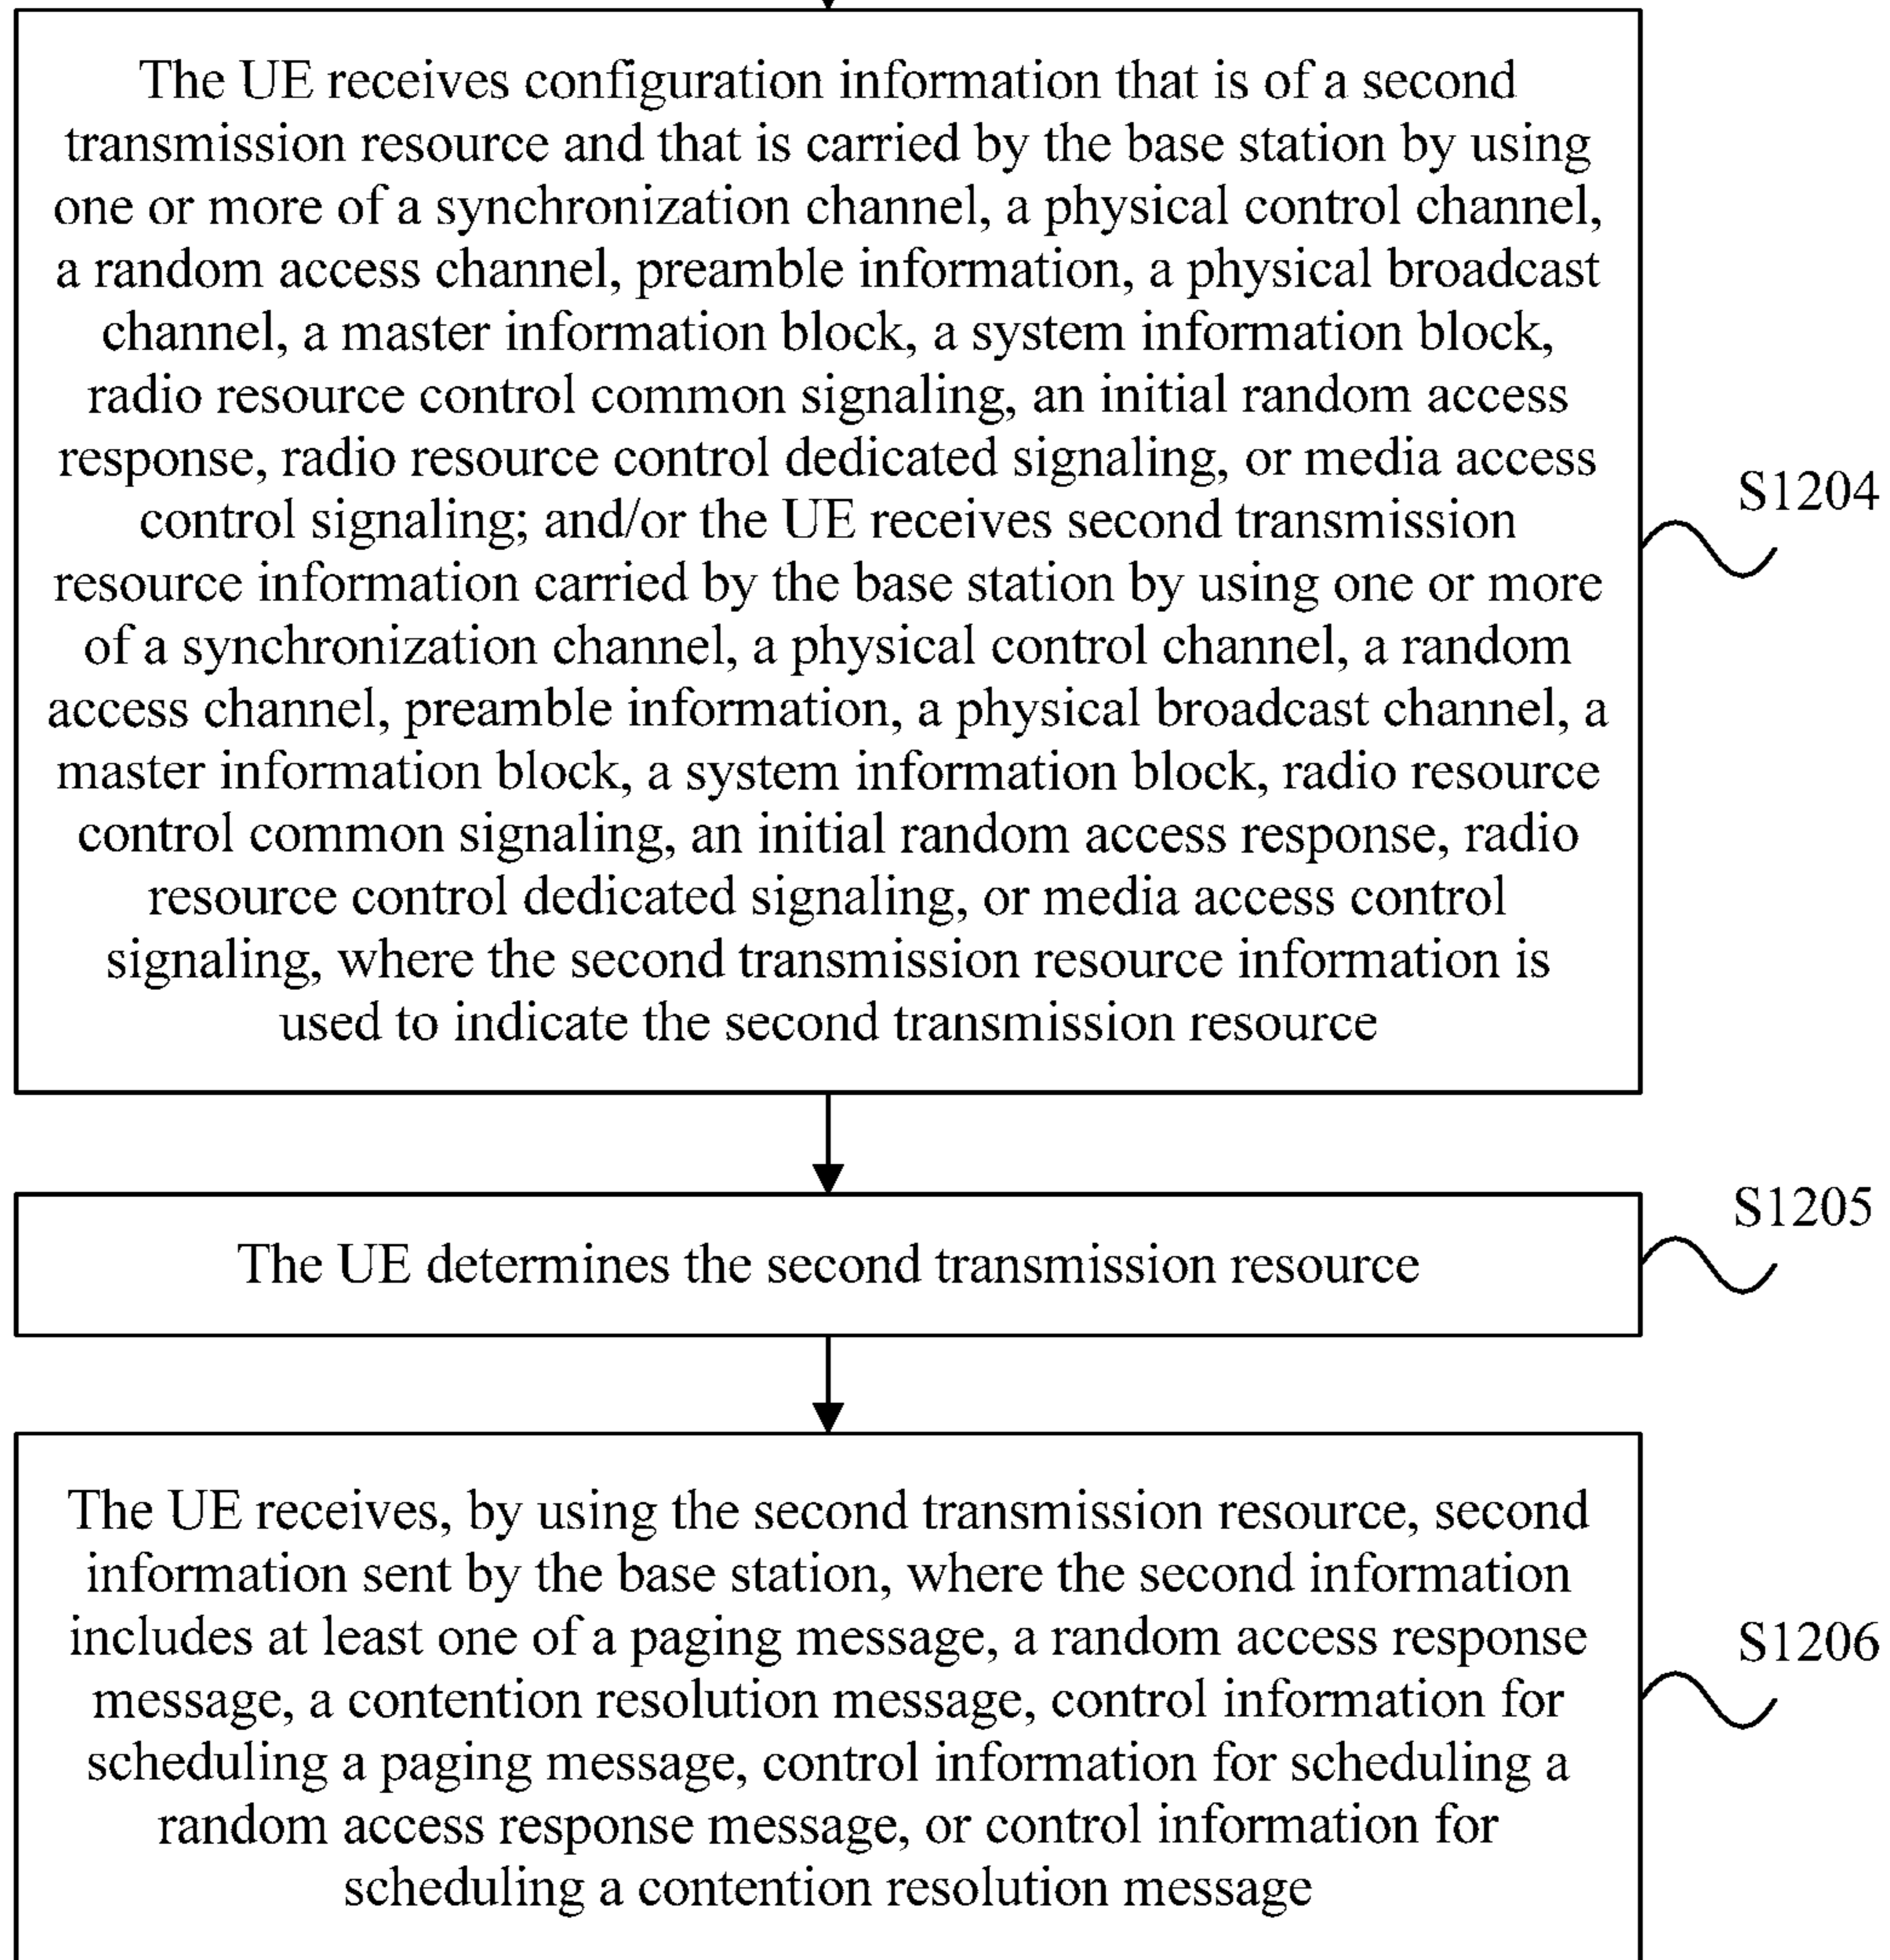 The UE receives configuration information that is of a second
transmission resource and that is carried by the base station by using
one or more of a synchronization channel, a physical control channel,
a random access channel, preamble information, a physical broadcast
channel, a master information block, a system information block,
radio resource control common signaling, an initial random access
response, radio resource control dedicated signaling, or media access
control signaling; and/or the UE receives second transmission
resource information carried by the base station by using one or more
of a synchronization channel, a physical control channel, a random
access channel, preamble information, a physical broadcast channel, a
master information block, a system information block, radio resource
control common signaling, an initial random access response, radio
resource control dedicated signaling, or media access control
signaling, where the second transmission resource information is
used to indicate the second transmission resource
S1204
The UE determines the second transmission resource
S1205
The UE receives, by using the second transmission resource, second
information sent by the base station, where the second information
includes at least one of a paging message, a random access response
message, a contention resolution message, control information for
scheduling a paging message, control information for scheduling a
random access response message, or control information for
scheduling a contention resolution message
S1206